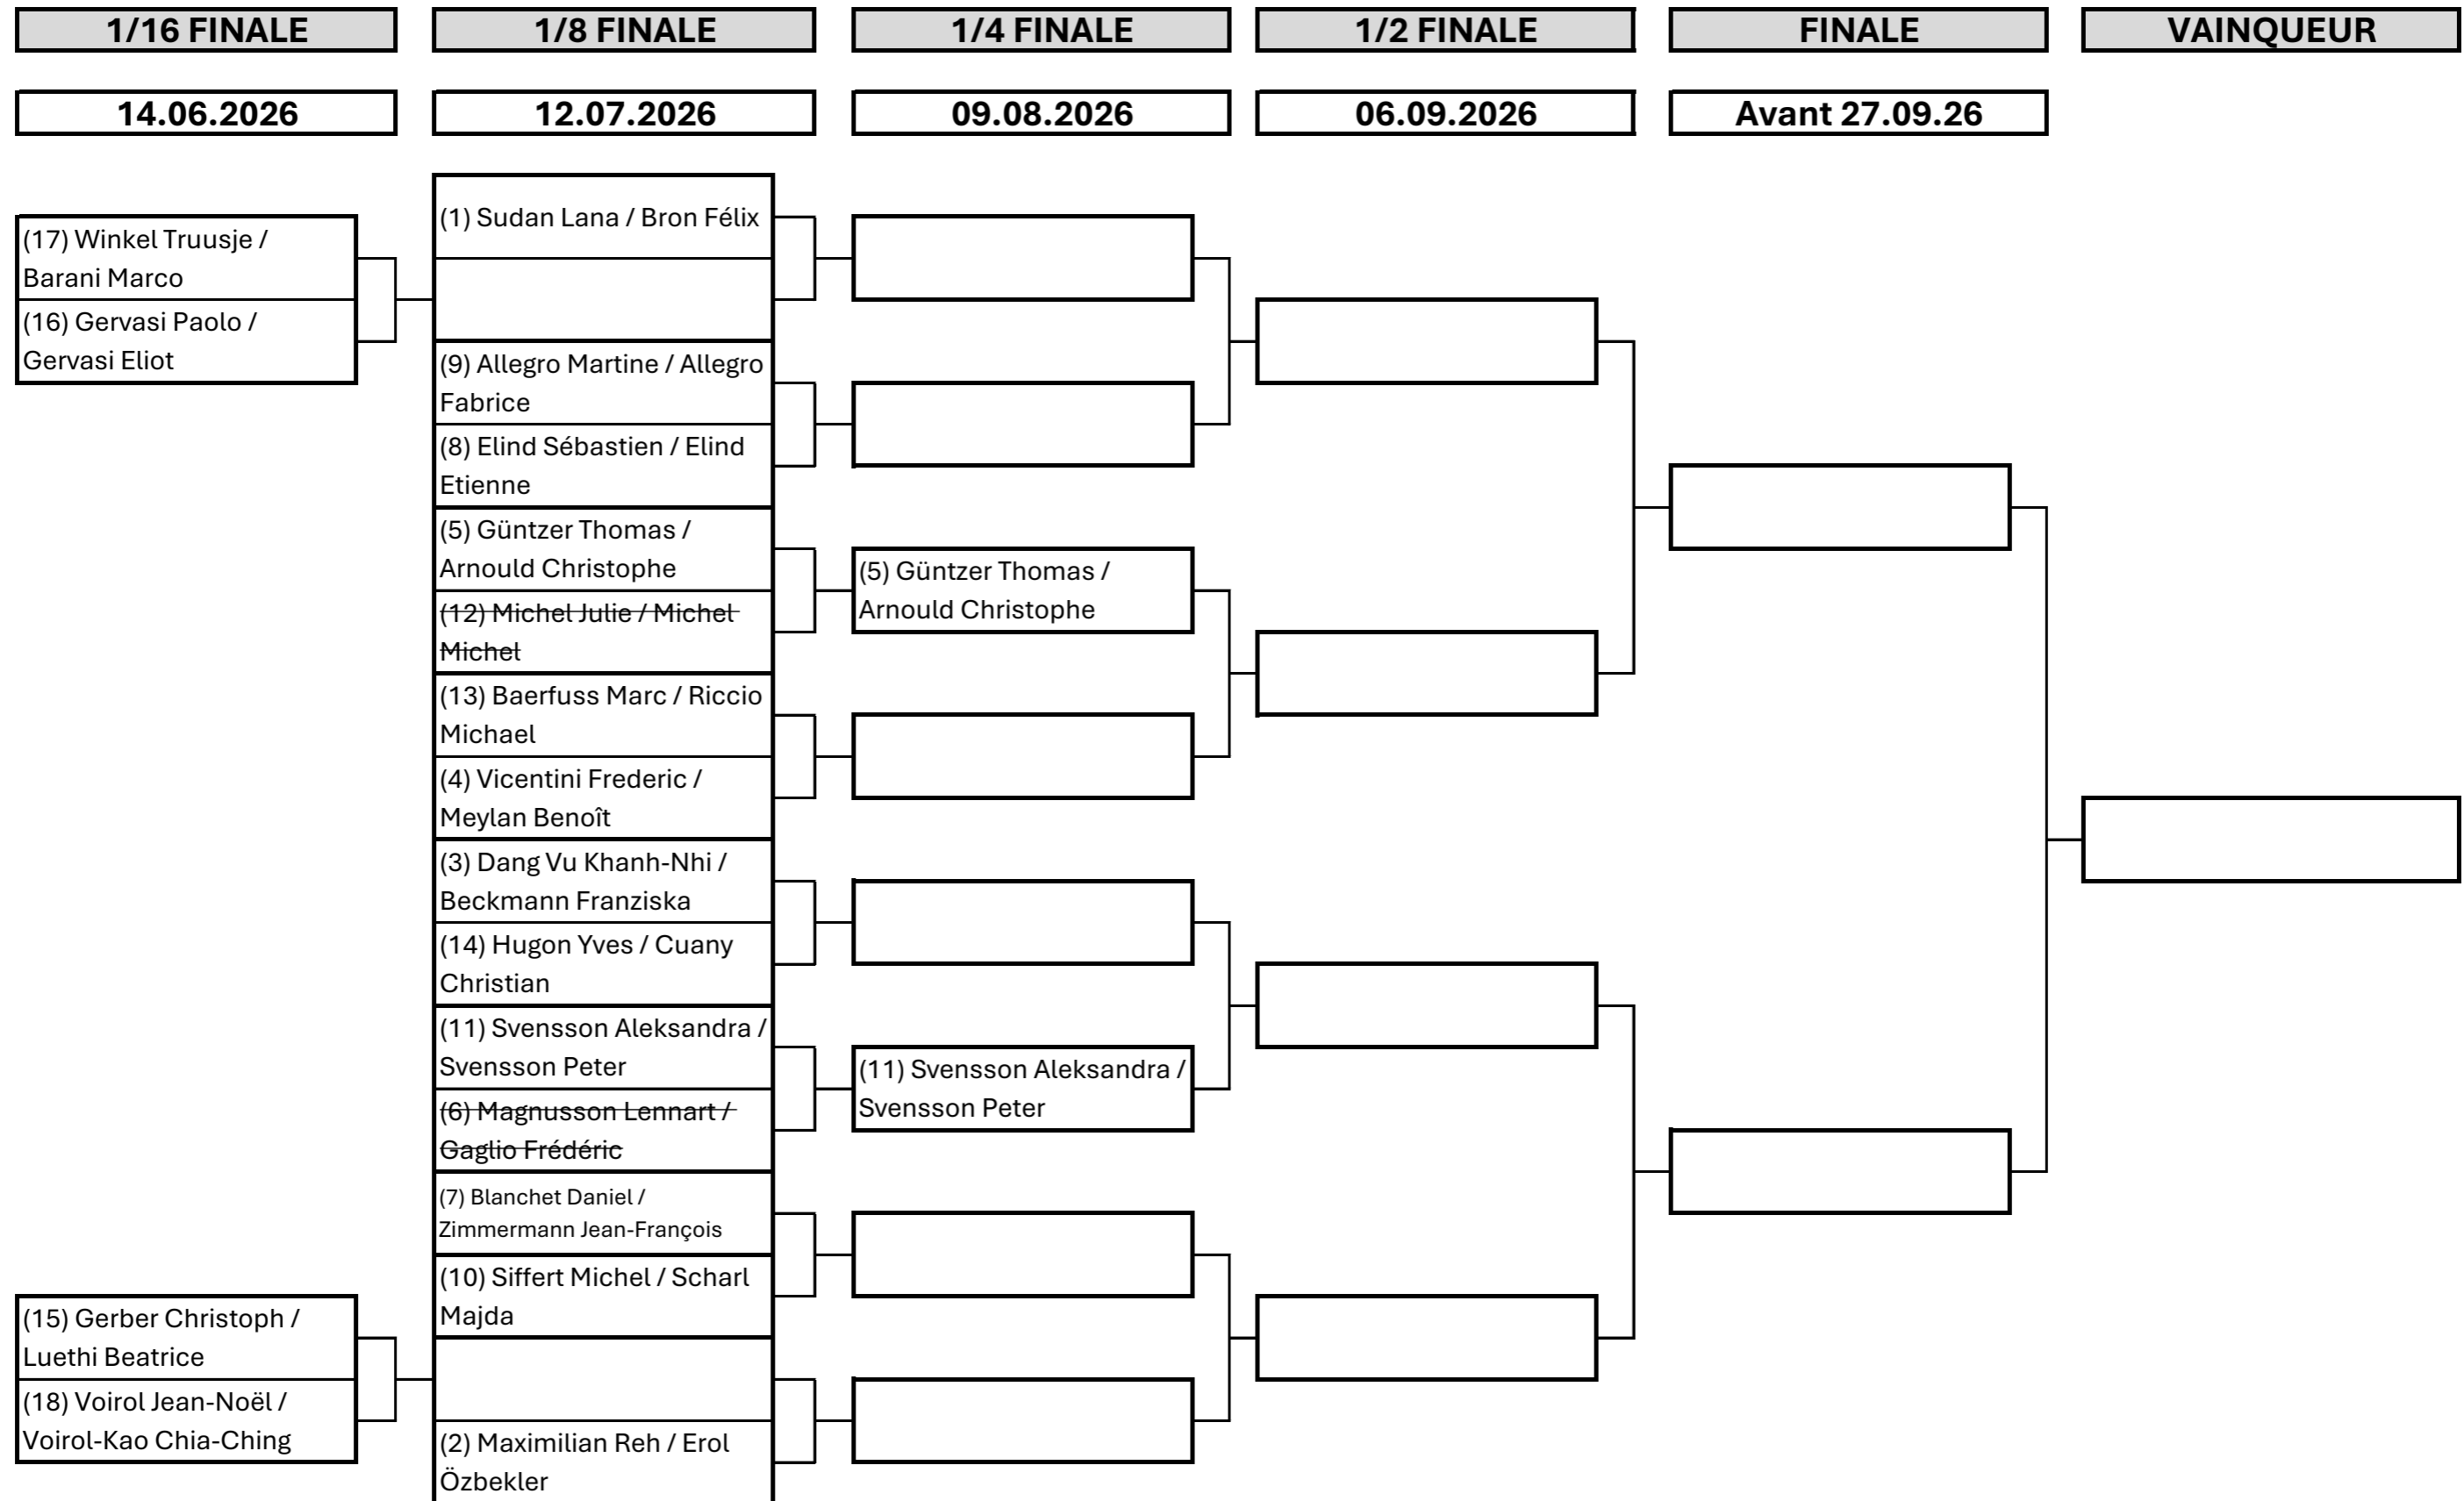 1/16 FINALE
1/8 FINALE
1/4 FINALE
1/2 FINALE
FINALE
VAINQUEUR
14.06.2026
12.07.2026
09.08.2026
06.09.2026
Avant 27.09.26
(17) Winkel Truusje /
Barani Marco
(16) Gervasi Paolo /
Gervasi Eliot
(15) Gerber Christoph /
Luethi Beatrice
(18) Voirol Jean-Noël /
Voirol-Kao Chia-Ching
(1) Sudan Lana / Bron Félix
(9) Allegro Martine / Allegro
Fabrice
(8) Elind Sébastien / Elind
Etienne
(5) Güntzer Thomas /
Arnould Christophe
(12) Michel Julie / Michel
Michel
(13) Baerfuss Marc / Riccio
Michael
(4) Vicentini Frederic /
Meylan Benoît
(3) Dang Vu Khanh-Nhi /
Beckmann Franziska
(14) Hugon Yves / Cuany
Christian
(11) Svensson Aleksandra /
Svensson Peter
(6) Magnusson Lennart /
Gaglio Frédéric
(7) Blanchet Daniel /
Zimmermann Jean-François
(10) Siffert Michel / Scharl
Majda
(2) Maximilian Reh / Erol
Özbekler
(5) Güntzer Thomas /
Arnould Christophe
(11) Svensson Aleksandra /
Svensson Peter